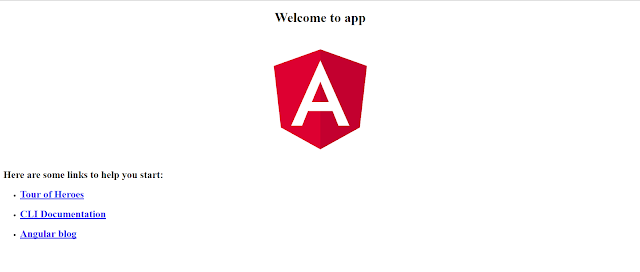 Welcome to app
A
Here are some links to help you start:
Tour of Heroes
CLI Documentation
Angular blog